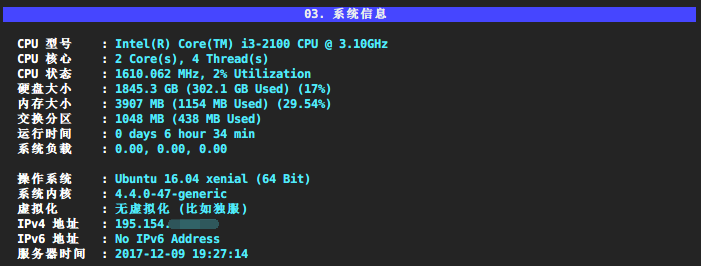 03. 系统信息
CPU 型号 : Intel(R) Core(TM) i3-2100 CPU @ 3.10GHz
CPU 核心 : 2 Core(s), 4 Thread(s)
CPU 状态 : 1610.062 MHz, 2% Utilization
硬盘大小 : 1845.3 GB (302.1 GB Used) (17%)
内存大小 : 3907 MB (1154 MB Used) (29.54%)
交换分区 : 1048 MB (438 MB Used)
运行时间 : 0 days 6 hour 34 min
系统负载 : 0.00, 0.00, 0.00
操作系统 : Ubuntu 16.04 xenial (64 Bit)
系统内核 : 4.4.0-47-generic
虚拟化 : 无虚拟化 (比如独服)
IPv4 地址 : 195.154.
IPv6 地址 : No IPv6 Address
服务器时间 : 2017-12-09 19:27:14